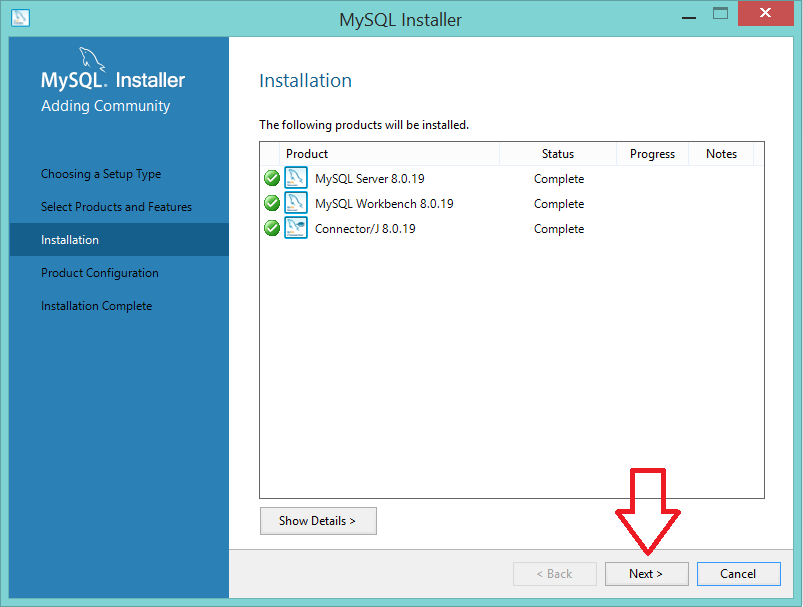 MySQL Installer
MySQL. Installer
Adding Community
Choosing a Setup Type
Select Products and Features
Installation
Product Configuration
Installation Complete
Installation
The following products will be installed.
Product Status Progress Notes
MySQL Server 8.0.19 Complete
MySQL Workbench 8.0.19 Complete
Connector/J 8.0.19 Complete
Show Details >
< Back Next > Cancel